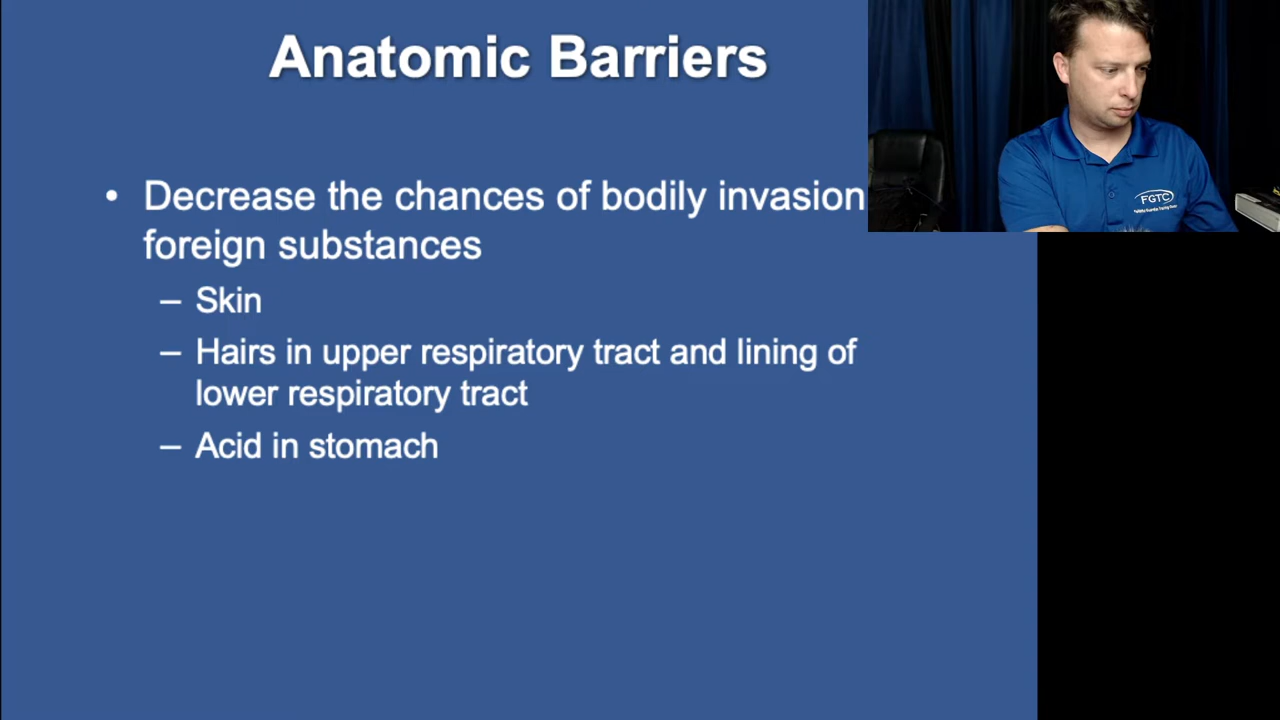 Anatomic Barriers
• Decrease the chances of bodily invasion
foreign substances
– Skin
– Hairs in upper respiratory tract and lining of
lower respiratory tract
– Acid in stomach
FGTC